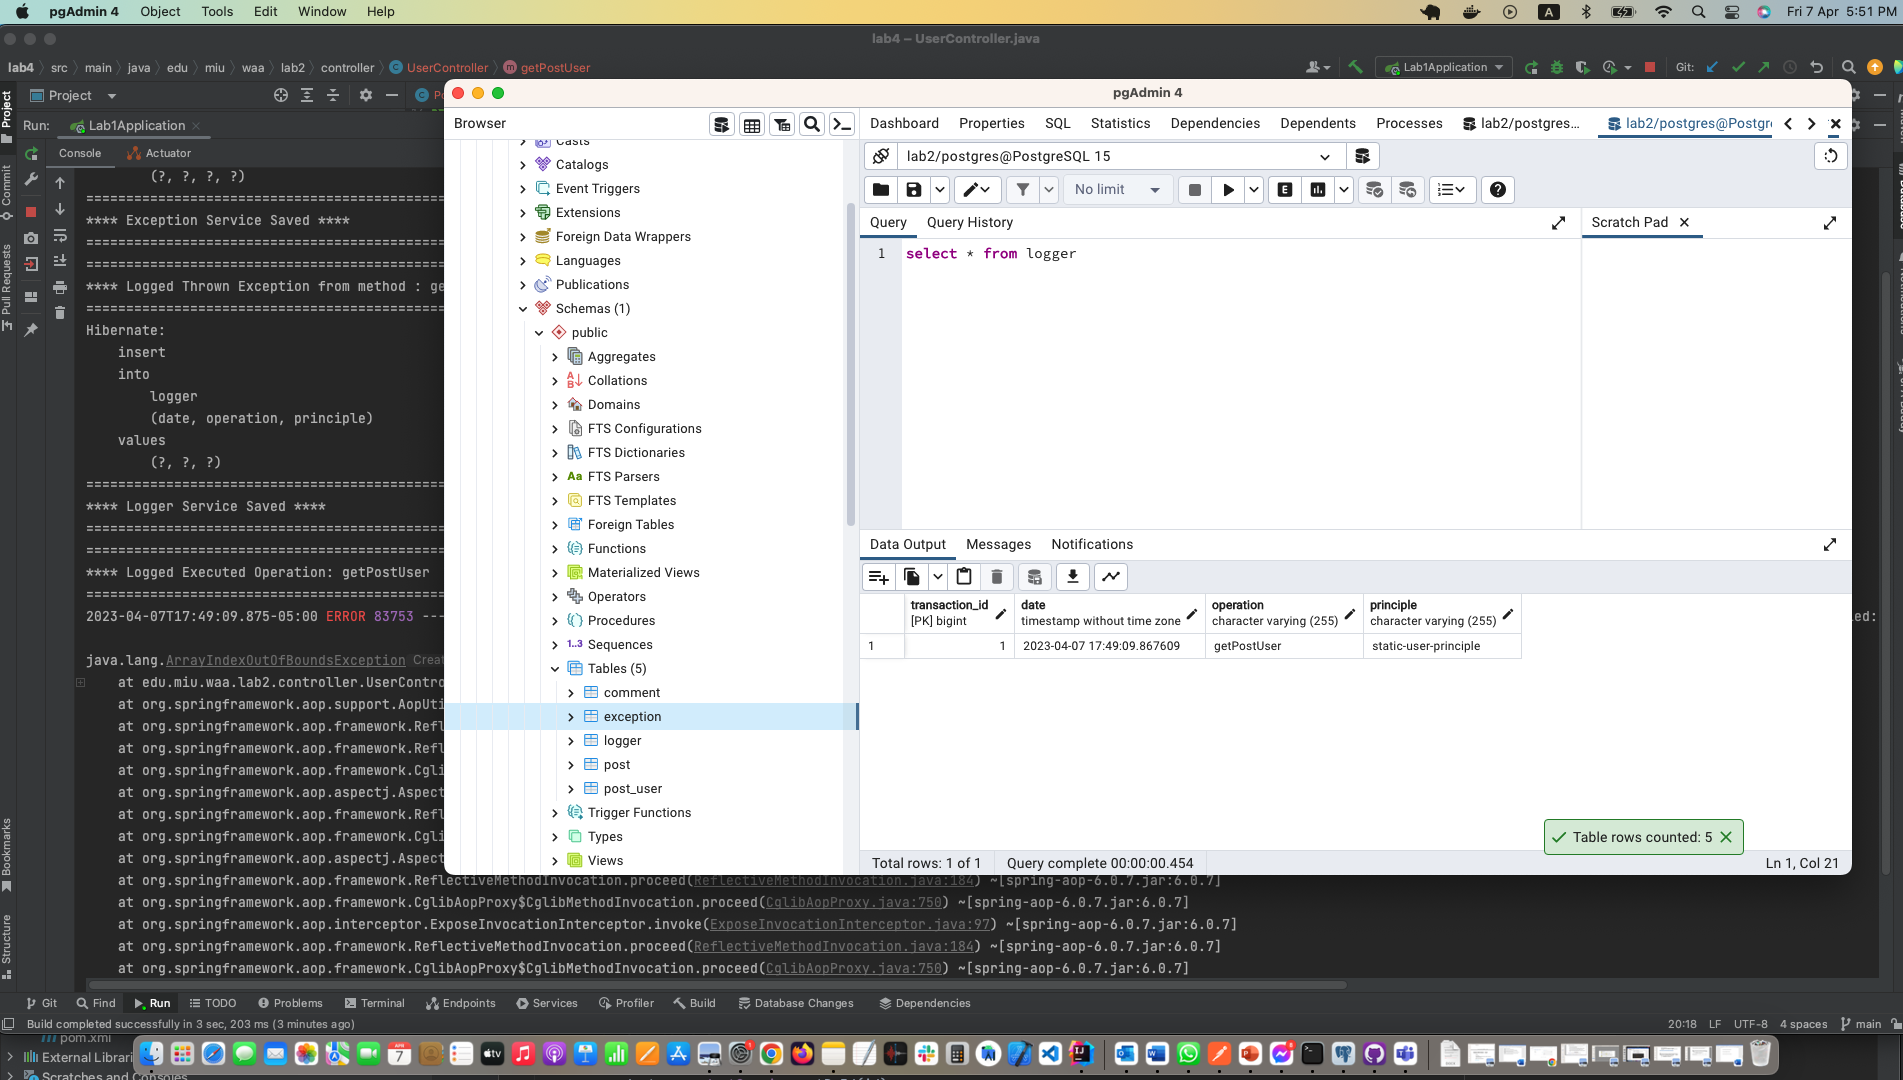 pgAdmin 4 Object Tools Edit Window Help
A Fri 7 Apr 5:51 PM
lab4 – UserController.java
lab4 src main java edu miu waa lab2 controller UserController getPostUser
Lab1Application Git:
Project
Project
Commit
Pull Requests
Bookmarks
Structure
Run: Lab1Application
Console Actuator
(?, ?, ?, ?)
**** Exception Service Saved ****
**** Logged Thrown Exception from method : ge
Hibernate:
insert
into
logger
(date, operation, principle)
values
(?, ?, ?)
**** Logger Service Saved ****
**** Logged Executed Operation: getPostUser
2023-04-07T17:49:09.875-05:00 ERROR 83753 ---
ed:
java.lang.ArrayIndexOutOfBoundsException Creat
at edu.miu.waa.lab2.controller.UserContro
at org.springframework.aop.support.AopUti
at org.springframework.aop.framework.Refl
at org.springframework.aop.framework.Refl
at org.springframework.aop.framework.Cgli
at org.springframework.aop.aspectj.Aspect
at org.springframework.aop.framework.Refl
at org.springframework.aop.framework.Cgli
at org.springframework.aop.aspectj.Aspect
at org.springframework.aop.framework.ReflectiveMethodInvocation.proceed(ReflectiveMethodInvocation.java:184) ~[spring-aop-6.0.7.jar:6.0.7]
at org.springframework.aop.framework.CglibAopProxy$CglibMethodInvocation.proceed(CglibAopProxy.java:750) ~[spring-aop-6.0.7.jar:6.0.7]
at org.springframework.aop.interceptor.ExposeInvocationInterceptor.invoke(ExposeInvocationInterceptor.java:97) ~[spring-aop-6.0.7.jar:6.0.7]
at org.springframework.aop.framework.ReflectiveMethodInvocation.proceed(ReflectiveMethodInvocation.java:184) ~[spring-aop-6.0.7.jar:6.0.7]
at org.springframework.aop.framework.CglibAopProxy$CglibMethodInvocation.proceed(CglibAopProxy.java:750) ~[spring-aop-6.0.7.jar:6.0.7]
pgAdmin 4
Browser
Casts
Catalogs
Event Triggers
Extensions
Foreign Data Wrappers
Languages
Publications
Schemas (1)
public
Aggregates
Collations
Domains
FTS Configurations
FTS Dictionaries
Aa FTS Parsers
FTS Templates
Foreign Tables
Functions
Materialized Views
Operators
Procedures
1..3 Sequences
Tables (5)
comment
exception
logger
post
post_user
Trigger Functions
Types
Views
Dashboard Properties SQL Statistics Dependencies Dependents Processes lab2/postgres... lab2/postgres@Postgr
lab2/postgres@PostgreSQL 15
No limit E
Query Query History
Scratch Pad
1 select * from logger
Data Output Messages Notifications
transaction_id date operation principle
[PK] bigint timestamp without time zone character varying (255) character varying (255)
1 1 2023-04-07 17:49:09.867609 getPostUser static-user-principle
Table rows counted: 5
Total rows: 1 of 1 Query complete 00:00:00.454 Ln 1, Col 21
Git Find Run TODO Problems Terminal Endpoints Services Profiler Build Database Changes Dependencies
Build completed successfully in 3 sec, 203 ms (3 minutes ago) 20:18 LF UTF-8 4 spaces main
pom.xml
External Librari
Scratches and Consoles